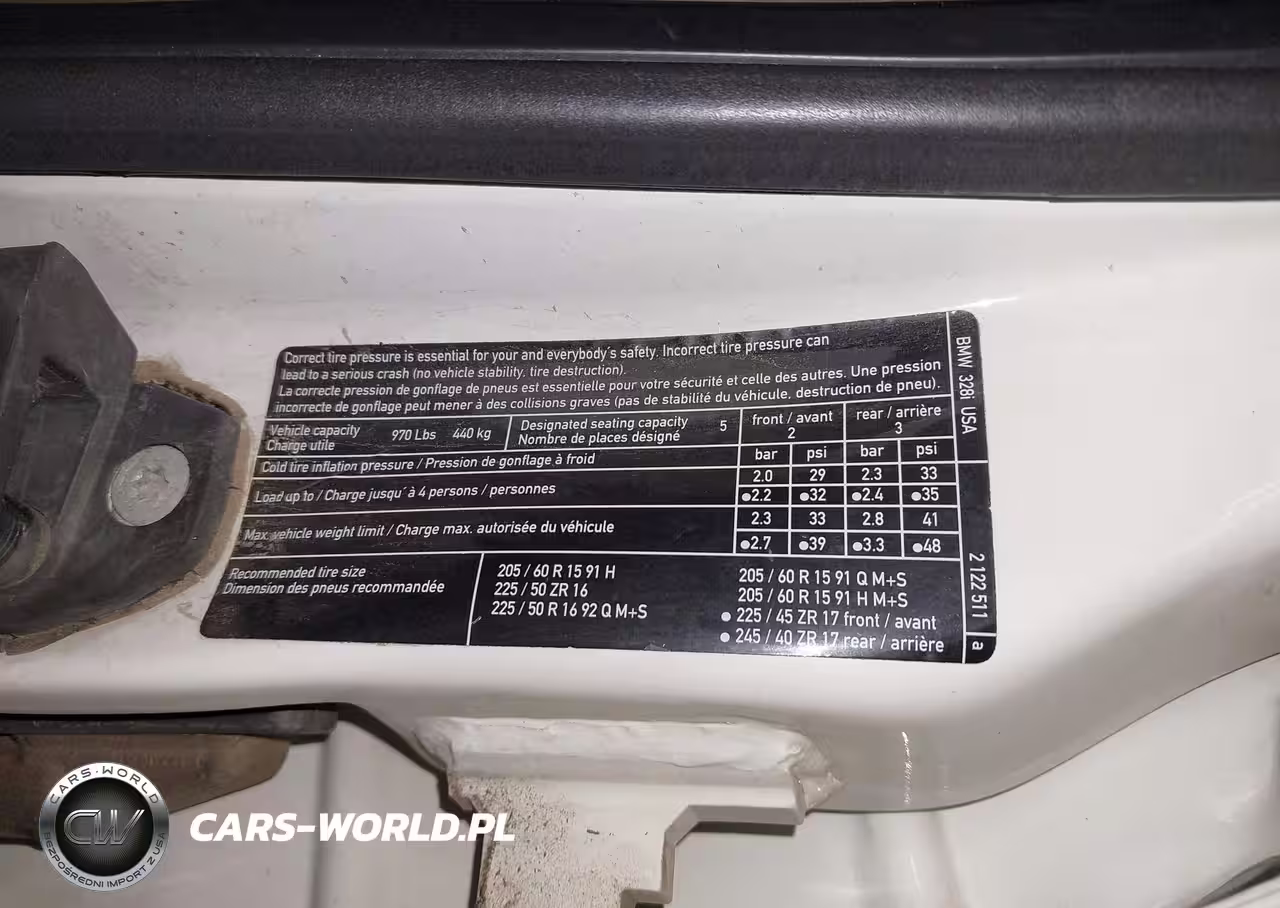 Correct tire pressure is essential for your and everybody's safety. Incorrect tire pressure can
lead to a serious crash (no vehicle stability, tire destruction).
La correcte pression de gonflage de pneus est essentielle pour votre sécurité et celle des autres. Une pression
incorrecte de gonflage peut mener à des collisions graves (pas de stabilité du véhicule, destruction de pneu).
BMW 328I USA
Vehicle capacity
Charge utile
970 Lbs 440 kg
Designated seating capacity
Nombre de places désigné
5
front / avant
2
rear / arrière
3
Cold tire inflation pressure / Pression de gonflage à froid
bar psi bar psi
Load up to / Charge jusqu´à 4 persons / personnes
2.0 29 2.3 33
●2.2 ●32 ●2.4 ●35
Max. vehicle weight limit / Charge max. autorisée du véhicule
2.3 33 2.8 41
●2.7 ●39 ●3.3 ●48
Recommended tire size
Dimension des pneus recommandée
205 / 60 R 15 91 H
225 / 50 ZR 16
225 / 50 R 16 92 Q M+S
205 / 60 R 15 91 Q M+S
205 / 60 R 15 91 H M+S
● 225 / 45 ZR 17 front / avant
● 245 / 40 ZR 17 rear / arrière
2 122 511
a
CARS-WORLD
CW
BEZPOŚREDNI IMPORT Z USA
CARS-WORLD.PL